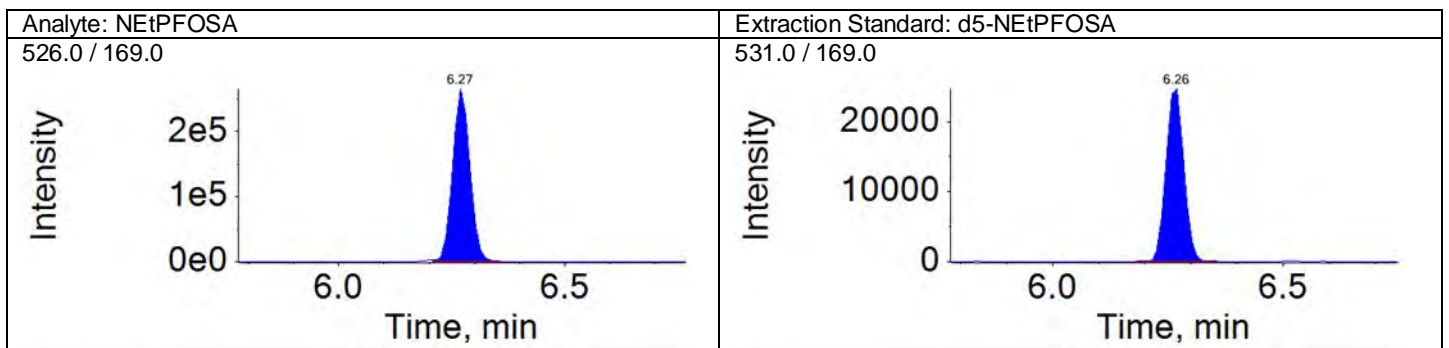 Analyte: NEtPFOSA
526.0 / 169.0
6.27
Intensity
2e5
1e5
0e0
6.0 6.5
Time, min
Extraction Standard: d5-NEtPFOSA
531.0 / 169.0
6.26
Intensity
20000
10000
0
6.0 6.5
Time, min